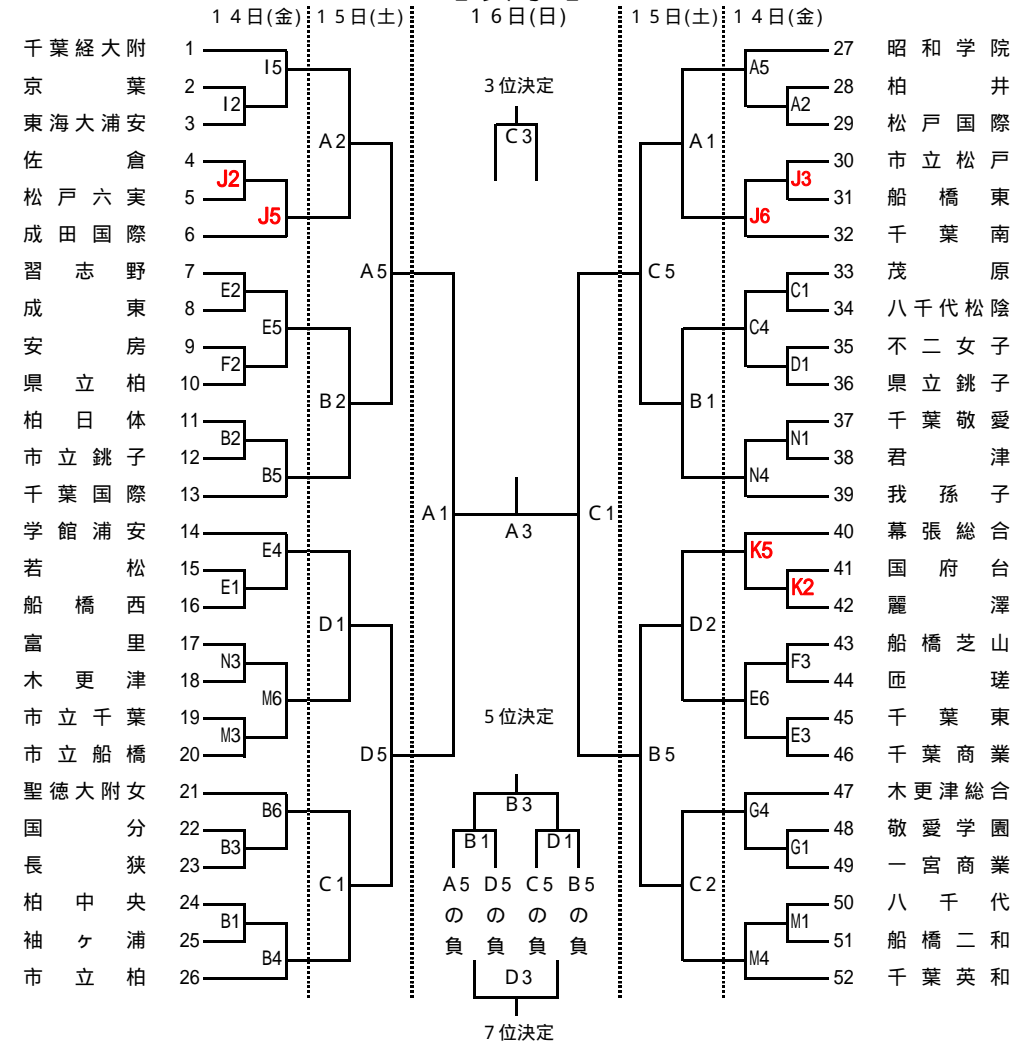 14日(金) 15日(土) 16日(日) 15日(土) 14日(金)
千葉経大附 1
京葉 2
東海大浦安 3
佐倉 4
松戸六実 5
成田国際 6
習志野 7
成東 8
安房 9
県立柏 10
柏日体 11
市立銚子 12
千葉国際 13
学館浦安 14
若松 15
船橋西 16
富里 17
木更津 18
市立千葉 19
市立船橋 20
聖徳大附女 21
国分 22
長狭 23
柏中央 24
袖ヶ浦 25
市立柏 26
I5
I2
J2
J5
E2
E5
F2
B2
B5
E4
E1
N3
M6
M3
B6
B3
B1
B4
A2
B2
D1
C1
A5
D5
A1
3位決定
C3
A3
5位決定
B3
B1 D1
A5 D5 C5 B5
の の の の
負 負 負 負
D3
7位決定
C1
C5
B5
A1
B1
D2
C2
A5
A2
J3
J6
C1
C4
D1
N1
N4
K5
K2
F3
E6
E3
G4
G1
M1
M4
27 昭和学院
28 柏井
29 松戸国際
30 市立松戸
31 船橋東
32 千葉南
33 茂原
34 八千代松陰
35 不二女子
36 県立銚子
37 千葉敬愛
38 君津
39 我孫子
40 幕張総合
41 国府台
42 麗澤
43 船橋芝山
44 匝瑳
45 千葉東
46 千葉商業
47 木更津総合
48 敬愛学園
49 一宮商業
50 八千代
51 船橋二和
52 千葉英和